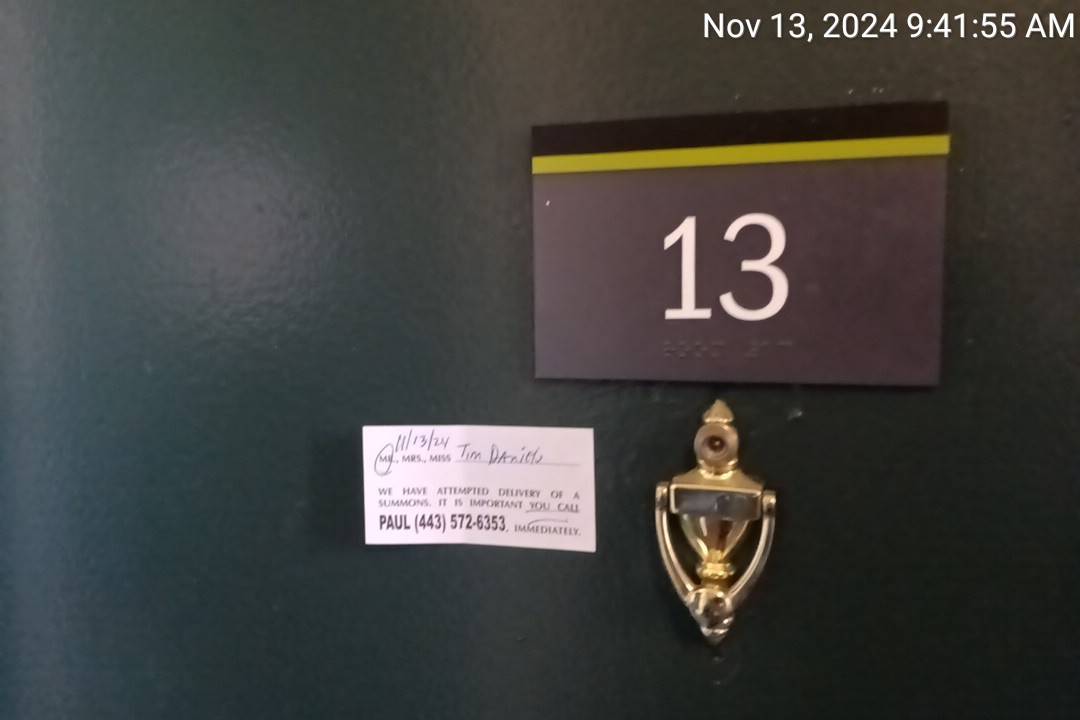 Nov 13, 2024 9:41:55 AM
13
11/13/24
MR., MRS., MISS Tim Daniels
WE HAVE ATTEMPTED DELIVERY OF A
SUMMONS. IT IS IMPORTANT YOU CALL
PAUL (443) 572-6353, IMMEDIATELY.